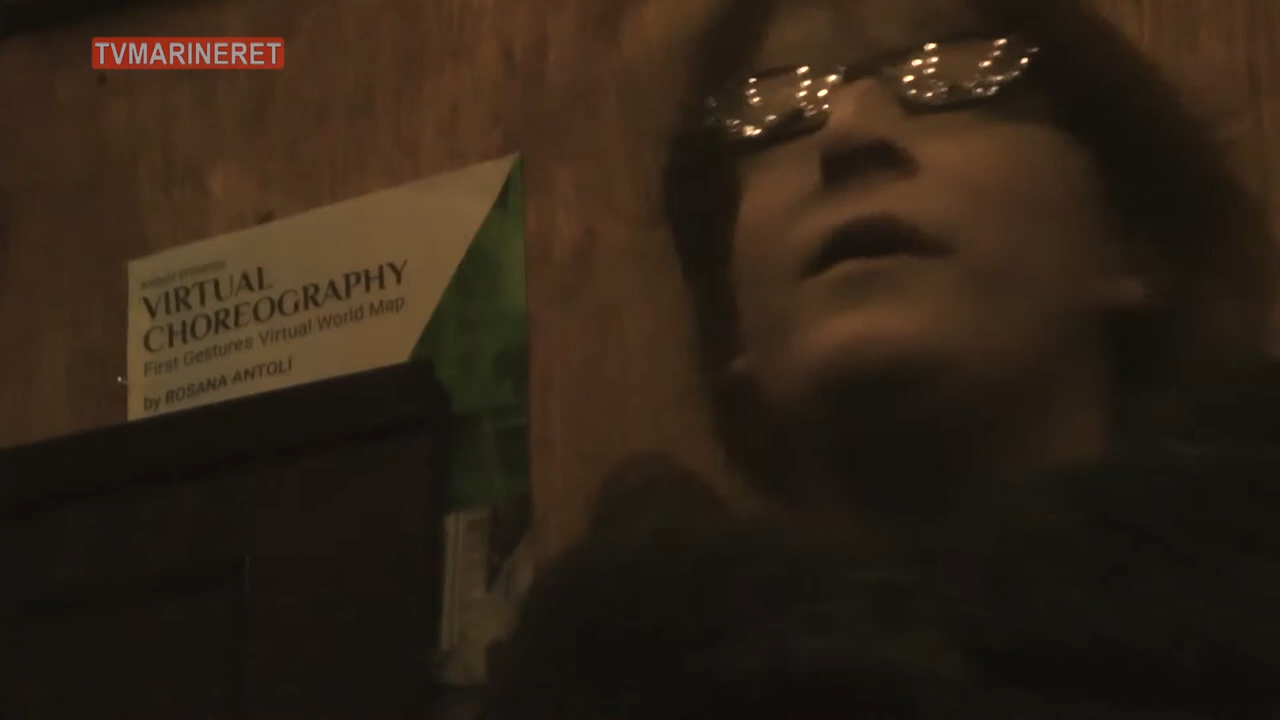 TVMARINERET
VIRTUAL
CHOREOGRAPHY
First Gestures Virtual World Map
by ROSANA ANTOLÍ